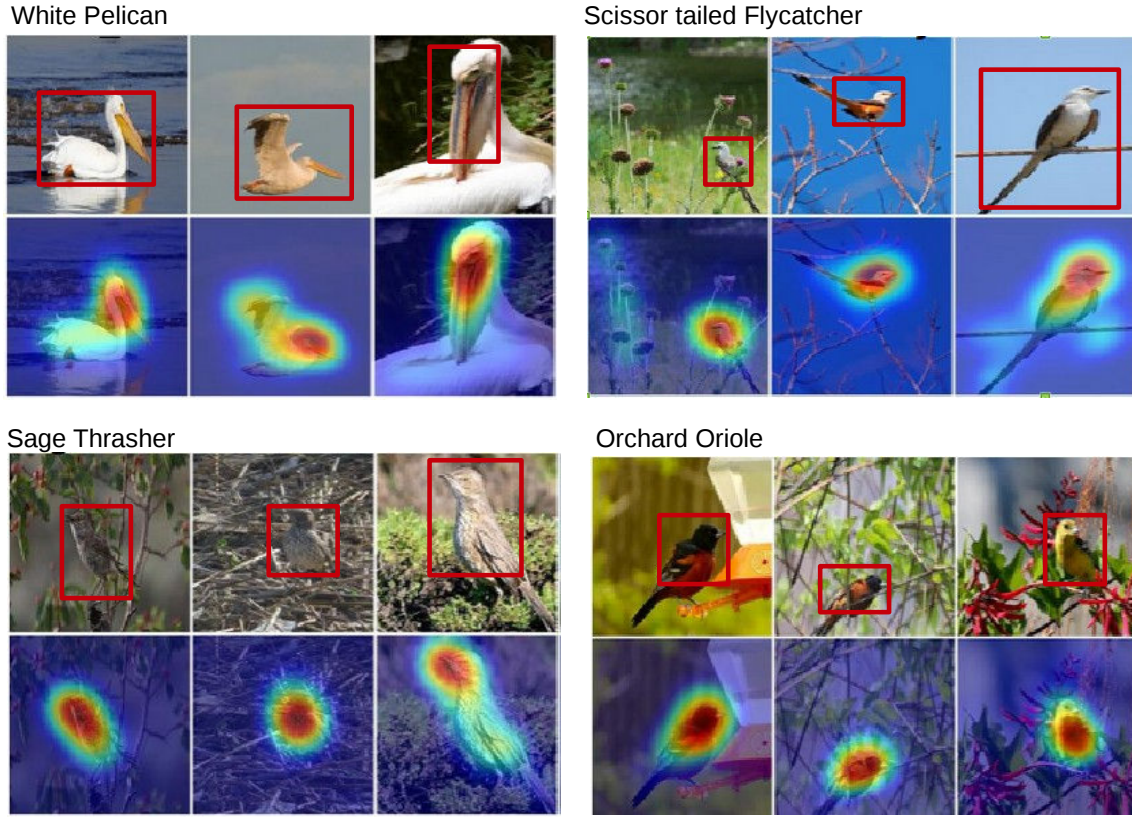 White Pelican
Scissor tailed Flycatcher
Sage Thrasher
Orchard Oriole